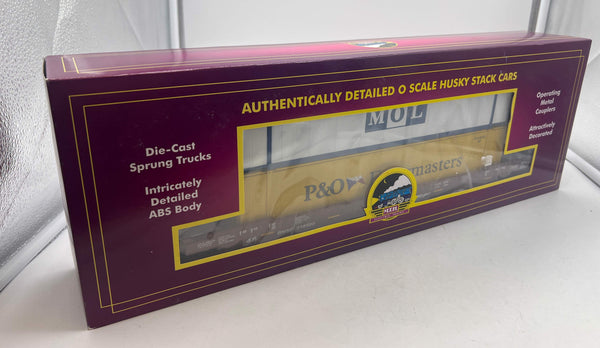 AUTHENTICALLY DETAILED O SCALE HUSKY STACK CARS
Die-Cast
Sprung Trucks
Intricately
Detailed
ABS Body
Operating
Metal
Couplers
Attractively
Decorated
MOL
P&O
masters
M.T.H.